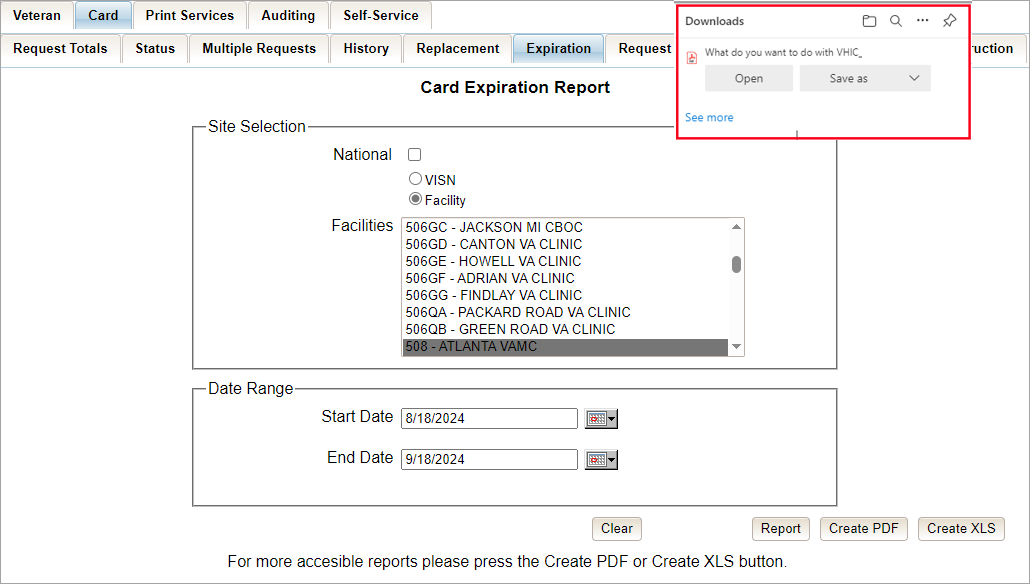 Veteran Card Print Services Auditing Self-Service
Request Totals Status Multiple Requests History Replacement Expiration Request ruction
Downloads
What do you want to do with VHIC_
Open Save as
See more
Card Expiration Report
Site Selection
National
VISN
Facility
Facilities
506GC - JACKSON MI CBOC
506GD - CANTON VA CLINIC
506GE - HOWELL VA CLINIC
506GF - ADRIAN VA CLINIC
506GG - FINDLAY VA CLINIC
506QA - PACKARD ROAD VA CLINIC
506QB - GREEN ROAD VA CLINIC
508 - ATLANTA VAMC
Date Range
Start Date 8/18/2024
End Date 9/18/2024
Clear Report Create PDF Create XLS
For more accesible reports please press the Create PDF or Create XLS button.